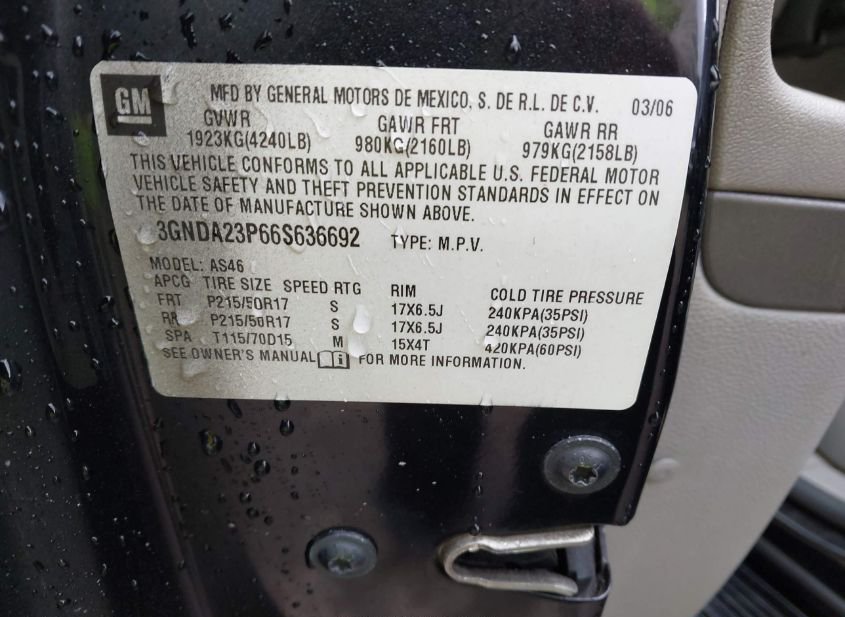 GM
MFD BY GENERAL MOTORS DE MEXICO, S. DE R.L. DE C.V. 03/06
GVWR GAWR FRT GAWR RR
1923KG(4240LB) 980KG(2160LB) 979KG(2158LB)
THIS VEHICLE CONFORMS TO ALL APPLICABLE U.S. FEDERAL MOTOR
VEHICLE SAFETY AND THEFT PREVENTION STANDARDS IN EFFECT ON
THE DATE OF MANUFACTURE SHOWN ABOVE.
3GNDA23P66S636692 TYPE: M.P.V.
MODEL: AS46
APCG TIRE SIZE SPEED RTG RIM COLD TIRE PRESSURE
FRT P215/50R17 S 17X6.5J 240KPA(35PSI)
RR P215/50R17 S 17X6.5J 240KPA(35PSI)
SPA T115/70D15 M 15X4T 420KPA(60PSI)
SEE OWNER'S MANUAL FOR MORE INFORMATION.